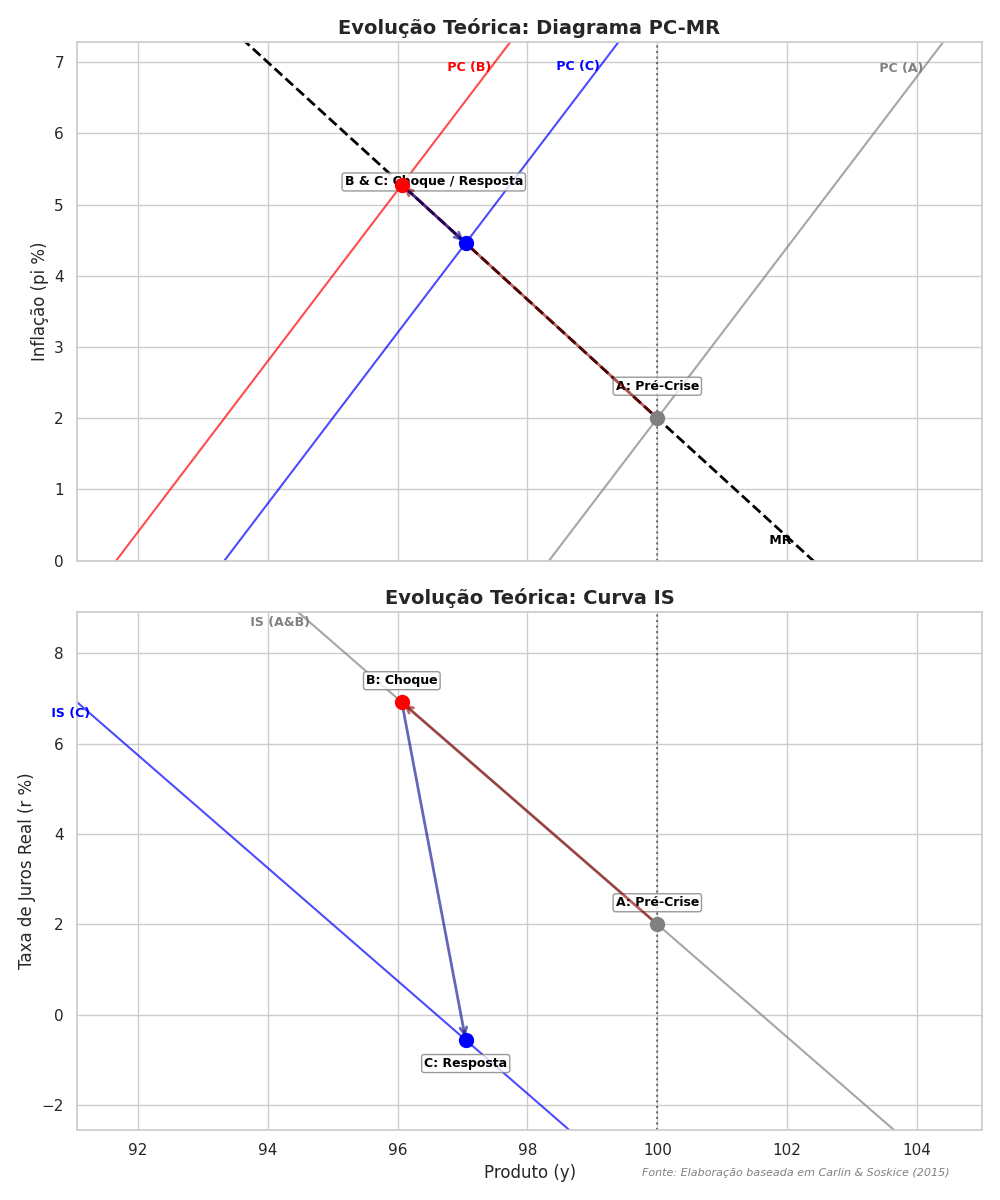 Evolução Teórica: Diagrama PC-MR
7
6
5
4
3
2
1
0
Inflação (pi %)
PC (B)
PC (C)
PC (A)
B & C: Choque / Resposta
A: Pré-Crise
MR
Evolução Teórica: Curva IS
8
6
4
2
0
−2
Taxa de Juros Real (r %)
IS (A&B)
B: Choque
IS (C)
A: Pré-Crise
C: Resposta
92
94
96
98
100
102
104
Produto (y)
Fonte: Elaboração baseada em Carlin & Soskice (2015)